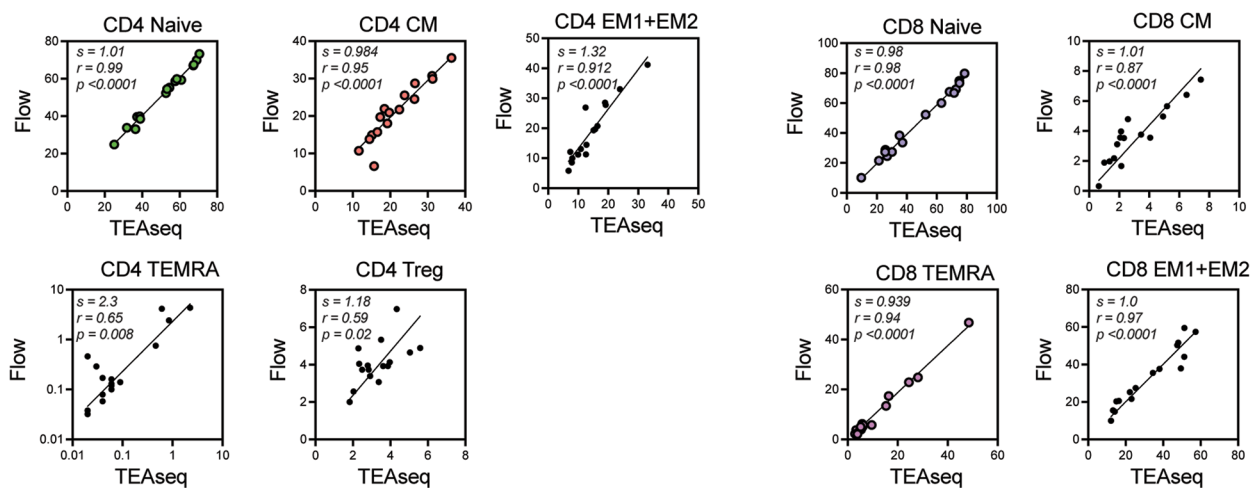 CD4 Naive
s = 1.01
r = 0.99
p <0.0001
80
60
40
20
0
Flow
0 20 40 60 80
TEAseq
CD4 CM
s = 0.984
r = 0.95
p <0.0001
40
30
20
10
0
Flow
0 10 20 30 40
TEAseq
CD4 EM1+EM2
s = 1.32
r = 0.912
p <0.0001
50
40
30
20
10
0
Flow
0 10 20 30 40 50
TEAseq
CD8 Naive
s = 0.98
r = 0.98
p <0.0001
100
80
60
40
20
0
Flow
0 20 40 60 80 100
TEAseq
CD8 CM
s = 1.01
r = 0.87
p <0.0001
10
8
6
4
2
0
Flow
0 2 4 6 8 10
TEAseq
CD4 TEMRA
s = 2.3
r = 0.65
p = 0.008
10
1
0.1
0.01
Flow
0.01 0.1 1 10
TEAseq
CD4 Treg
s = 1.18
r = 0.59
p = 0.02
8
6
4
2
0
Flow
0 2 4 6 8
TEAseq
CD8 TEMRA
s = 0.939
r = 0.94
p <0.0001
60
40
20
0
Flow
0 20 40 60
TEAseq
CD8 EM1+EM2
s = 1.0
r = 0.97
p <0.0001
80
60
40
20
0
Flow
0 20 40 60 80
TEAseq